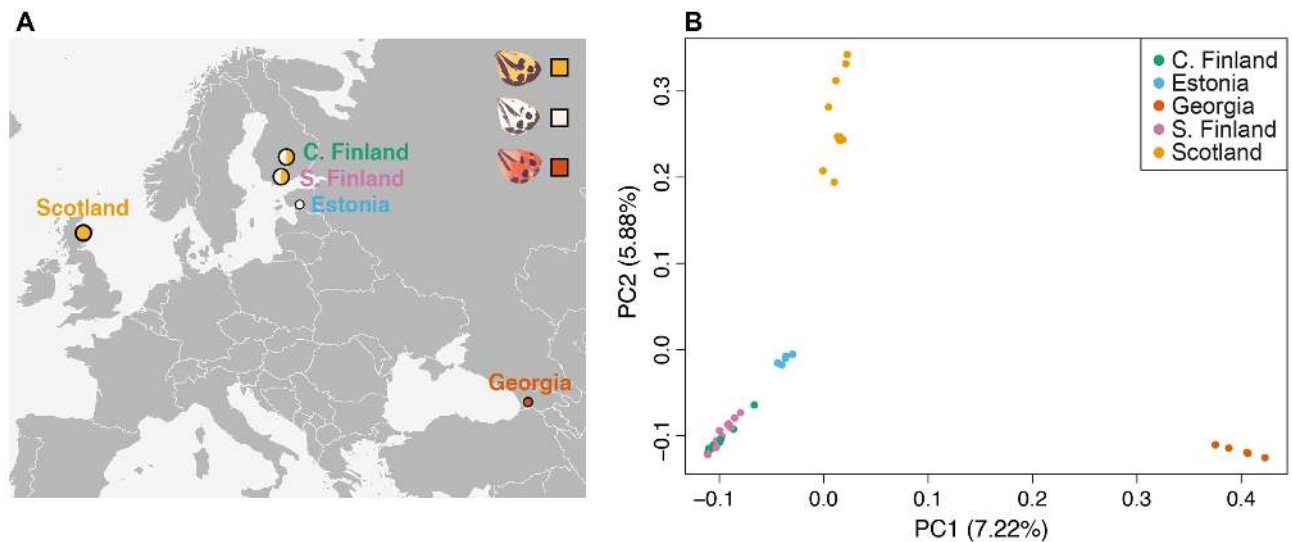 A
C. Finland
S. Finland
Estonia
Scotland
Georgia
B
PC2 (5.88%)
0.3
0.2
0.1
0.0
−0.1
C. Finland
Estonia
Georgia
S. Finland
Scotland
−0.1 0.0 0.1 0.2 0.3 0.4
PC1 (7.22%)